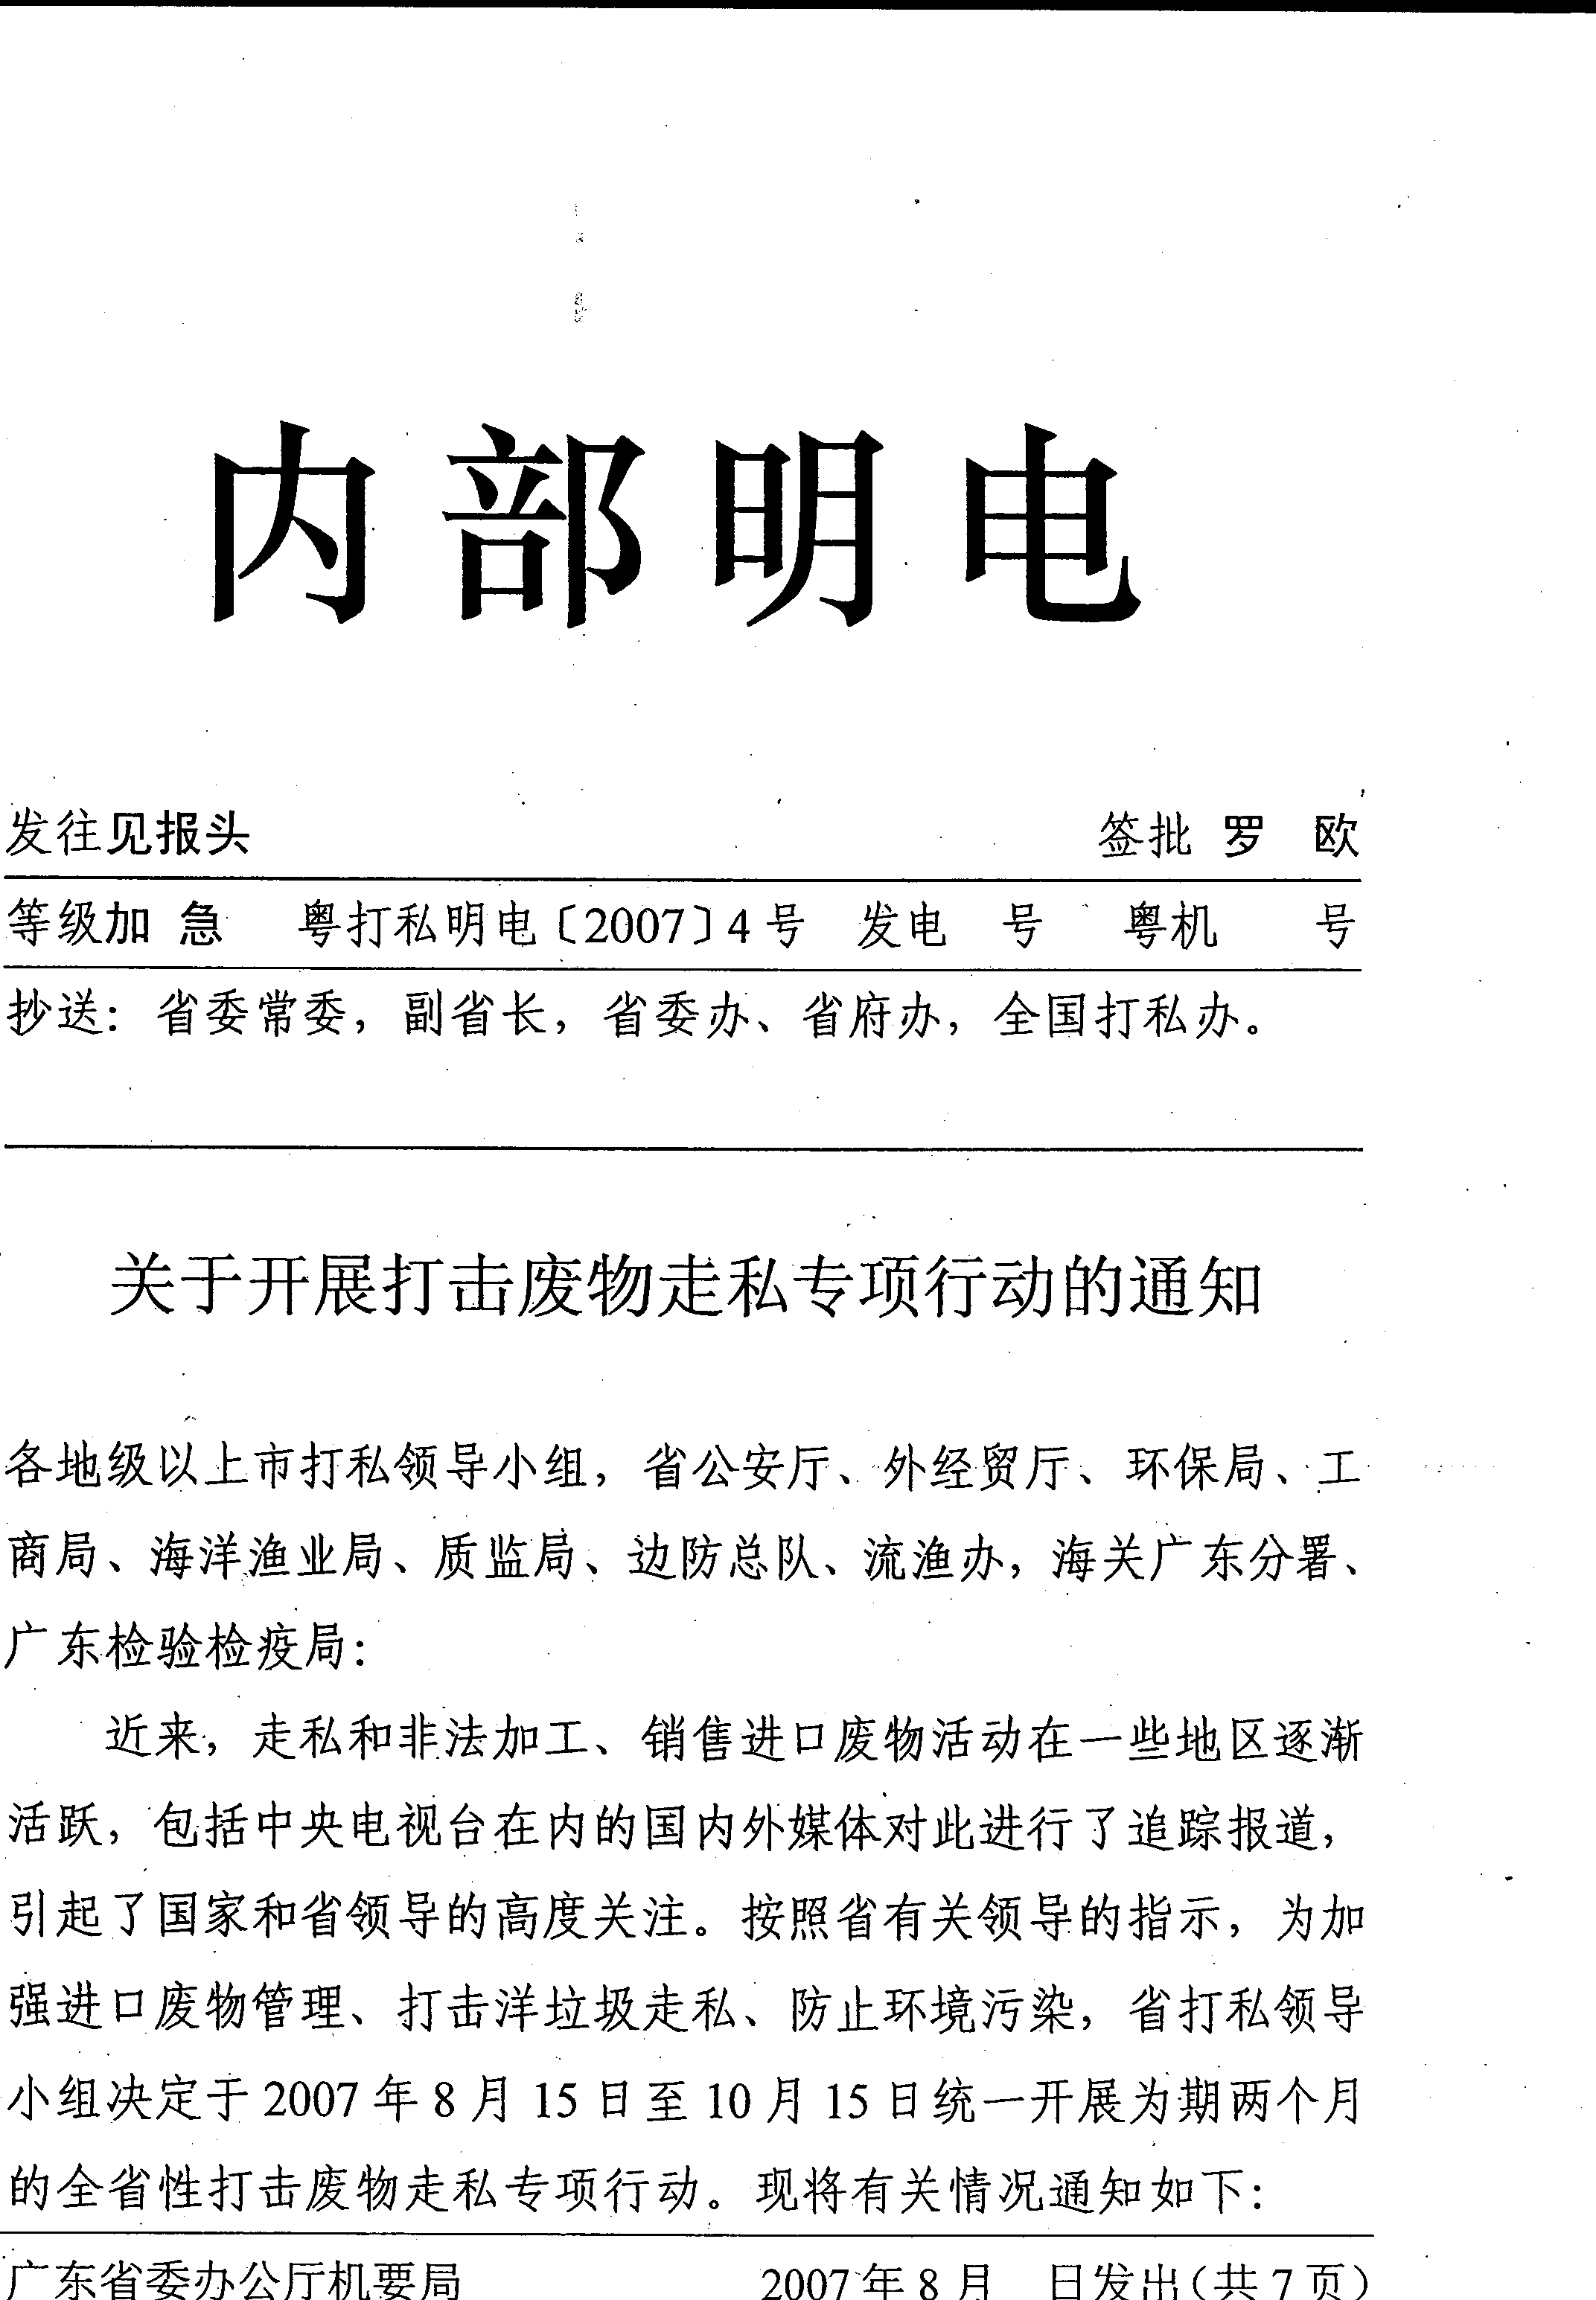 内部明电
发往见报头 签批 罗 欧
等级加 急 粤打私明电〔2007〕4 号 发电 号 粤机 号
抄送：省委常委，副省长，省委办、省府办，全国打私办。
关于开展打击废物走私专项行动的通知
各地级以上市打私领导小组，省公安厅、外经贸厅、环保局、工
商局、海洋渔业局、质监局、边防总队、流渔办，海关广东分署、
广东检验检疫局：
近来，走私和非法加工、销售进口废物活动在一些地区逐渐
活跃，包括中央电视台在内的国内外媒体对此进行了追踪报道，
引起了国家和省领导的高度关注。按照省有关领导的指示，为加
强进口废物管理、打击洋垃圾走私、防止环境污染，省打私领导
小组决定于 2007 年 8 月 15 日至 10 月 15 日统一开展为期两个月
的全省性打击废物走私专项行动。现将有关情况通知如下：
广东省委办公厅机要局 2007 年 8 月 日发出（共 7 页）